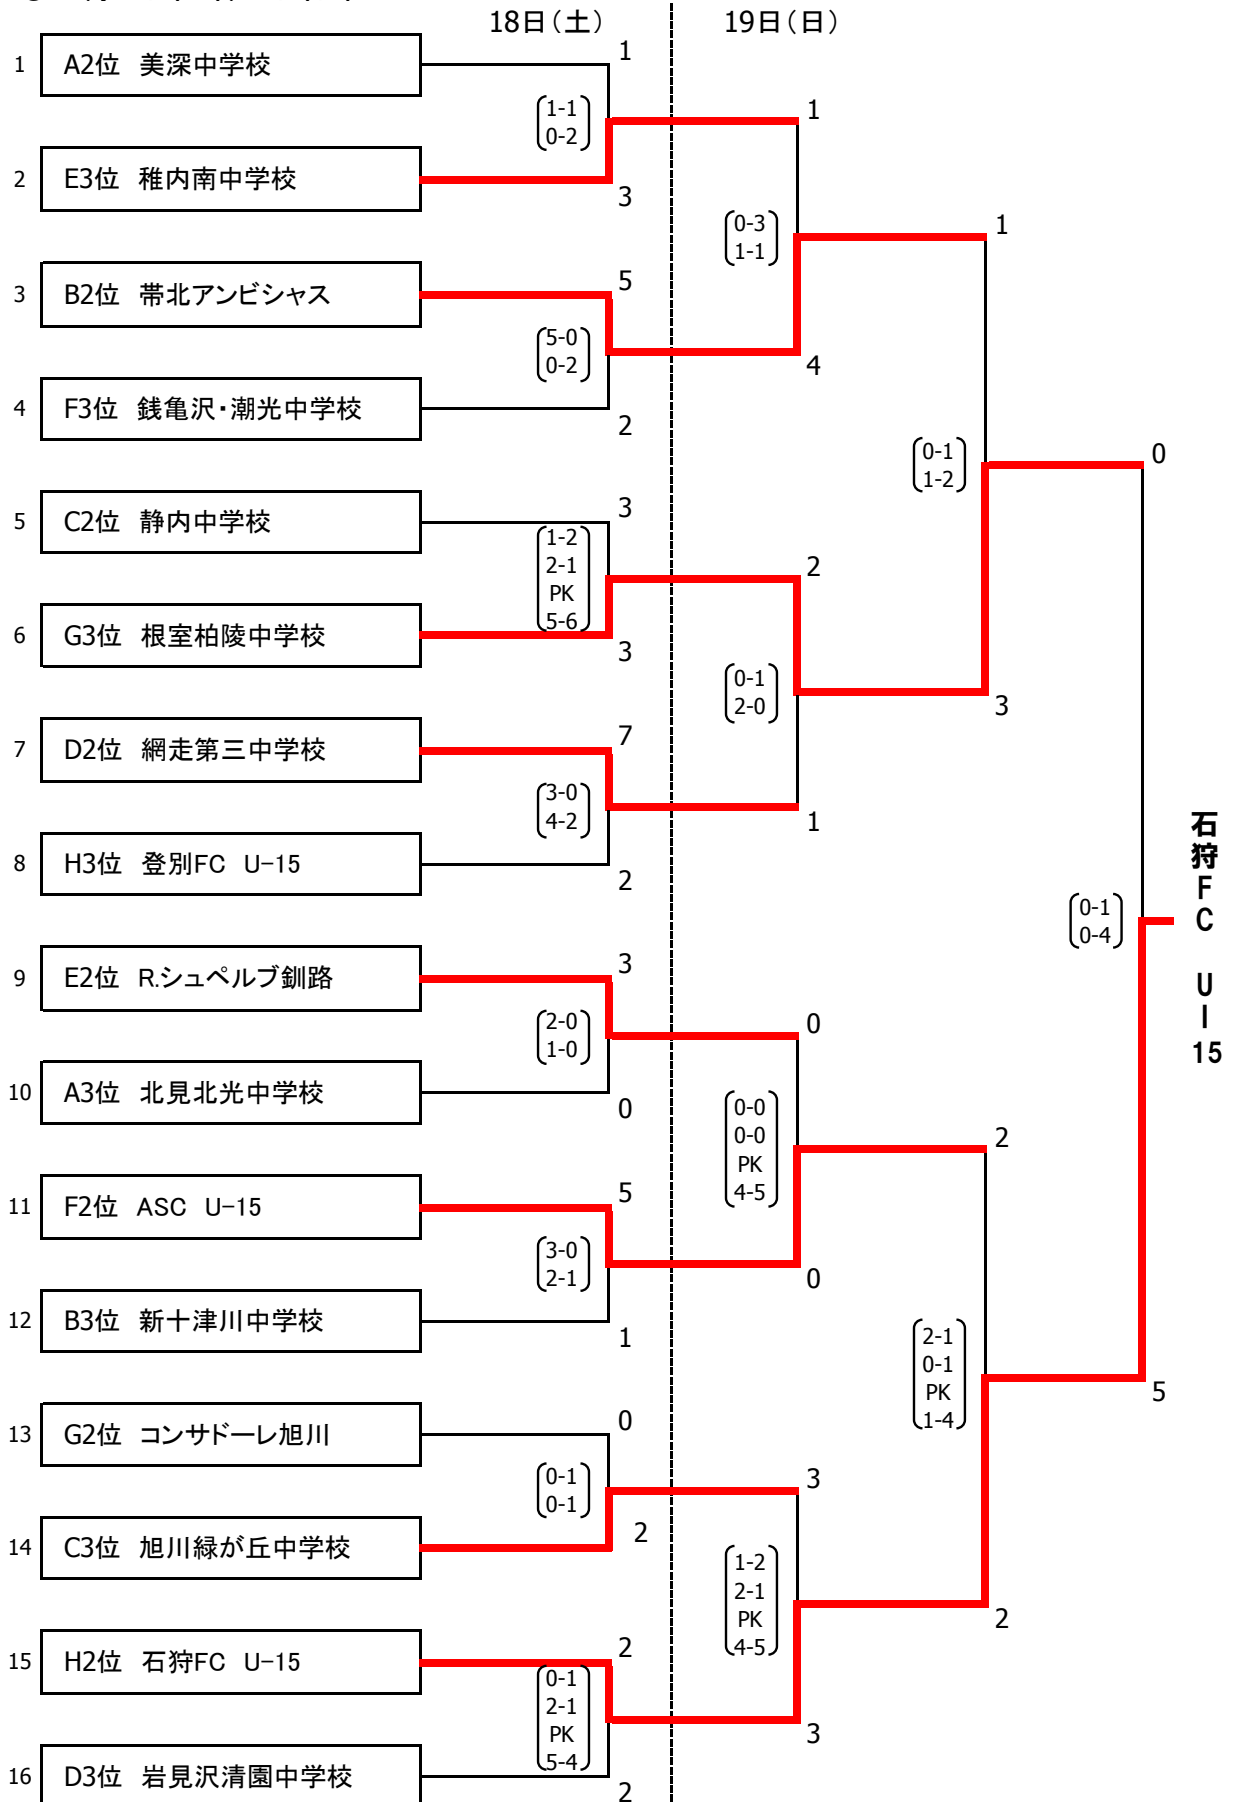 18日（土） 19日（日）
1 A2位 美深中学校 1
1-1
0-2
1
2 E3位 稚内南中学校 3
0-3
1-1
1
3 B2位 帯北アンビシャス 5
5-0
0-2
4
4 F3位 銭亀沢・潮光中学校 2
0-1
1-2
0
5 C2位 静内中学校 3
1-2
2-1
PK
5-6
2
6 G3位 根室柏陵中学校 3
0-1
2-0
3
7 D2位 網走第三中学校 7
3-0
4-2
1
8 H3位 登別FC U-15 2
0-1
0-4
石狩FC U-15
9 E2位 R.シュペルブ釧路 3
2-0
1-0
0
10 A3位 北見北光中学校 0
0-0
0-0
PK
4-5
2
11 F2位 ASC U-15 5
3-0
2-1
0
12 B3位 新十津川中学校 1
2-1
0-1
PK
1-4
5
13 G2位 コンサドーレ旭川 0
0-1
0-1
3
14 C3位 旭川緑が丘中学校 2
1-2
2-1
PK
4-5
2
15 H2位 石狩FC U-15 2
0-1
2-1
PK
5-4
3
16 D3位 岩見沢清園中学校 2